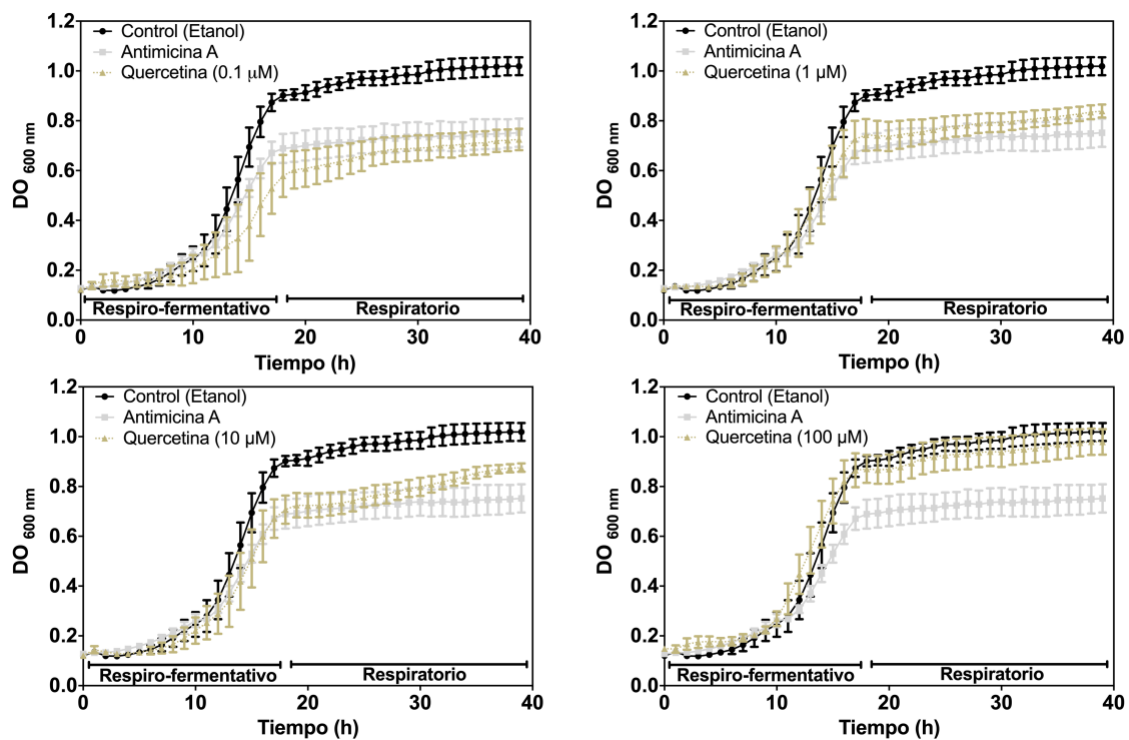 Control (Etanol)
Antimicina A
Quercetina (0.1 µM)
DO 600 nm
1.2
1.0
0.8
0.6
0.4
0.2
0.0
Respiro-fermentativo
Respiratorio
0
10
20
30
40
Tiempo (h)
Control (Etanol)
Antimicina A
Quercetina (1 µM)
DO 600 nm
1.2
1.0
0.8
0.6
0.4
0.2
0.0
Respiro-fermentativo
Respiratorio
0
10
20
30
40
Tiempo (h)
Control (Etanol)
Antimicina A
Quercetina (10 µM)
DO 600 nm
1.2
1.0
0.8
0.6
0.4
0.2
0.0
Respiro-fermentativo
Respiratorio
0
10
20
30
40
Tiempo (h)
Control (Etanol)
Antimicina A
Quercetina (100 µM)
DO 600 nm
1.2
1.0
0.8
0.6
0.4
0.2
0.0
Respiro-fermentativo
Respiratorio
0
10
20
30
40
Tiempo (h)